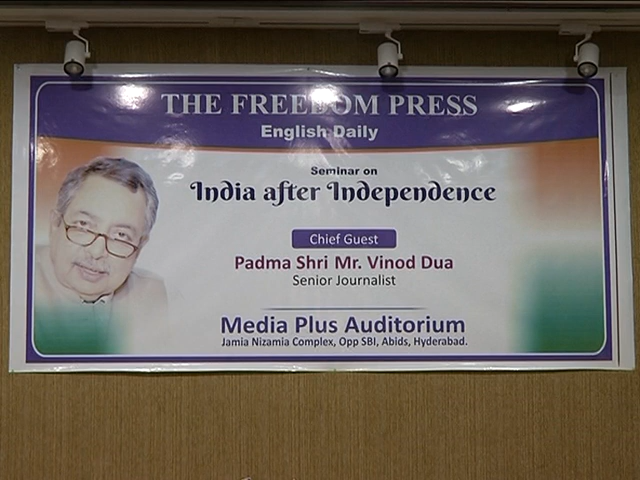 THE FREEDOM PRESS
English Daily
Seminar on
India after Independence
Chief Guest
Padma Shri Mr. Vinod Dua
Senior Journalist
Media Plus Auditorium
Jamia Nizamia Complex, Opp SBI, Abids, Hyderabad.